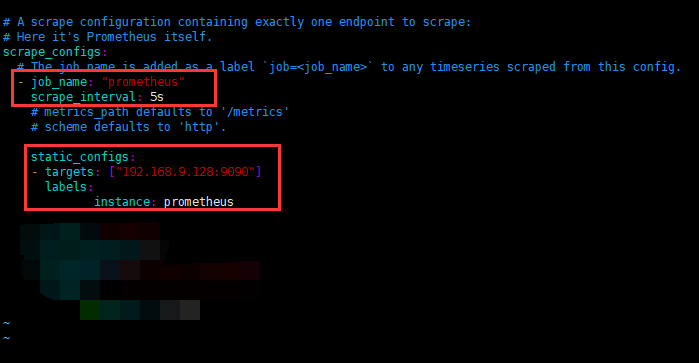 # A scrape configuration containing exactly one endpoint to scrape:
# Here it's Prometheus itself.
scrape_configs:
  # The job name is added as a label `job=<job_name>` to any timeseries scraped from this config.
  - job_name: "prometheus"
    scrape_interval: 5s
    # metrics_path defaults to '/metrics'
    # scheme defaults to 'http'.
    static_configs:
    - targets: ["192.168.9.128:9090"]
      labels:
             instance: prometheus
~
~